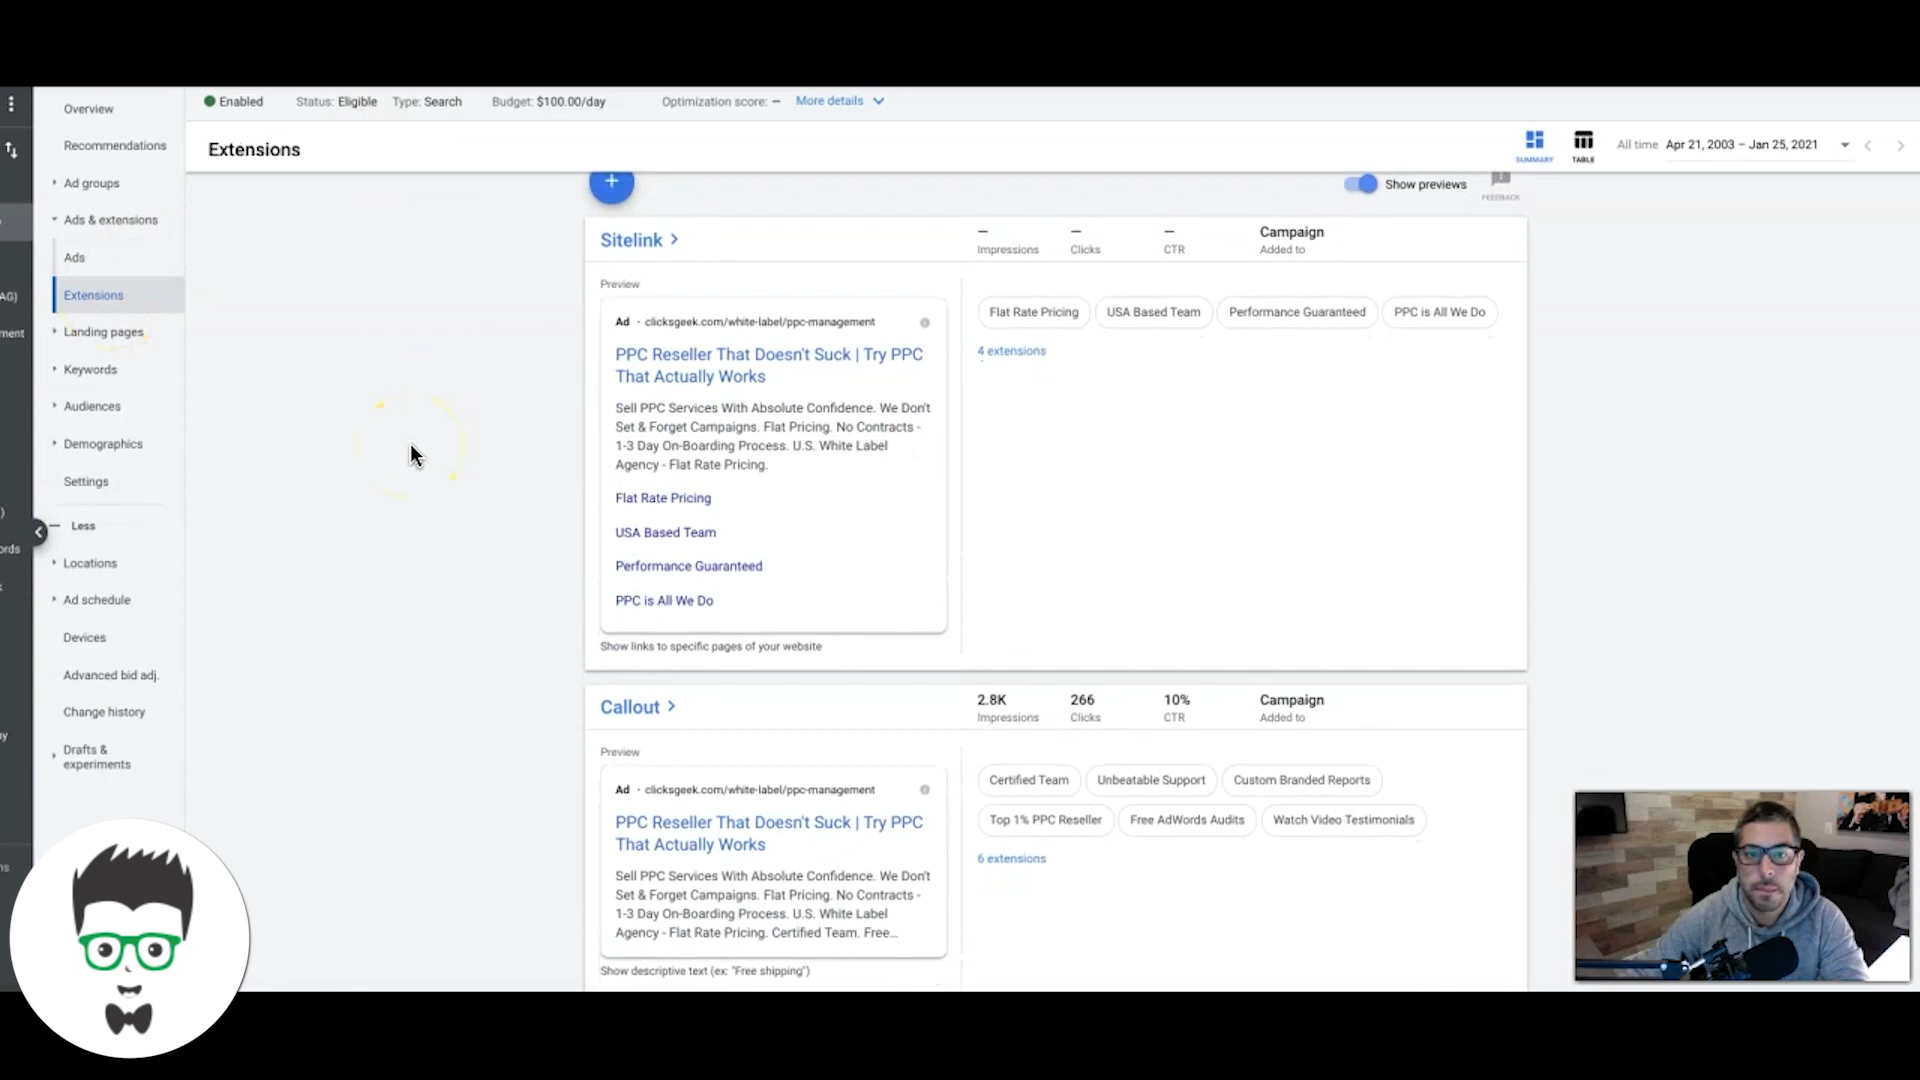 Enabled Status: Eligible Type: Search Budget: $100.00/day Optimization score: – More details
Extensions
SUMMARY
TABLE
All time Apr 21, 2003 – Jan 25, 2021
Show previews
FEEDBACK
Overview
Recommendations
Ad groups
Ads & extensions
Ads
Extensions
Landing pages
Keywords
Audiences
Demographics
Settings
Less
Locations
Ad schedule
Devices
Advanced bid adj.
Change history
Drafts &
experiments
AG)
ment
)
ords
Sitelink
– Impressions
– Clicks
– CTR
Campaign
Added to
Preview
Ad · clicksgeek.com/white-label/ppc-management
PPC Reseller That Doesn't Suck | Try PPC
That Actually Works
Sell PPC Services With Absolute Confidence. We Don't
Set & Forget Campaigns. Flat Pricing. No Contracts -
1-3 Day On-Boarding Process. U.S. White Label
Agency - Flat Rate Pricing.
Flat Rate Pricing
USA Based Team
Performance Guaranteed
PPC is All We Do
Show links to specific pages of your website
Flat Rate Pricing USA Based Team Performance Guaranteed PPC is All We Do
4 extensions
Callout
2.8K 266 10% Campaign
Impressions Clicks CTR Added to
Preview
Ad · clicksgeek.com/white-label/ppc-management
PPC Reseller That Doesn't Suck | Try PPC
That Actually Works
Sell PPC Services With Absolute Confidence. We Don't
Set & Forget Campaigns. Flat Pricing. No Contracts -
1-3 Day On-Boarding Process. U.S. White Label
Agency - Flat Rate Pricing. Certified Team. Free...
Show descriptive text (ex: "Free shipping")
Certified Team Unbeatable Support Custom Branded Reports
Top 1% PPC Reseller Free AdWords Audits Watch Video Testimonials
6 extensions